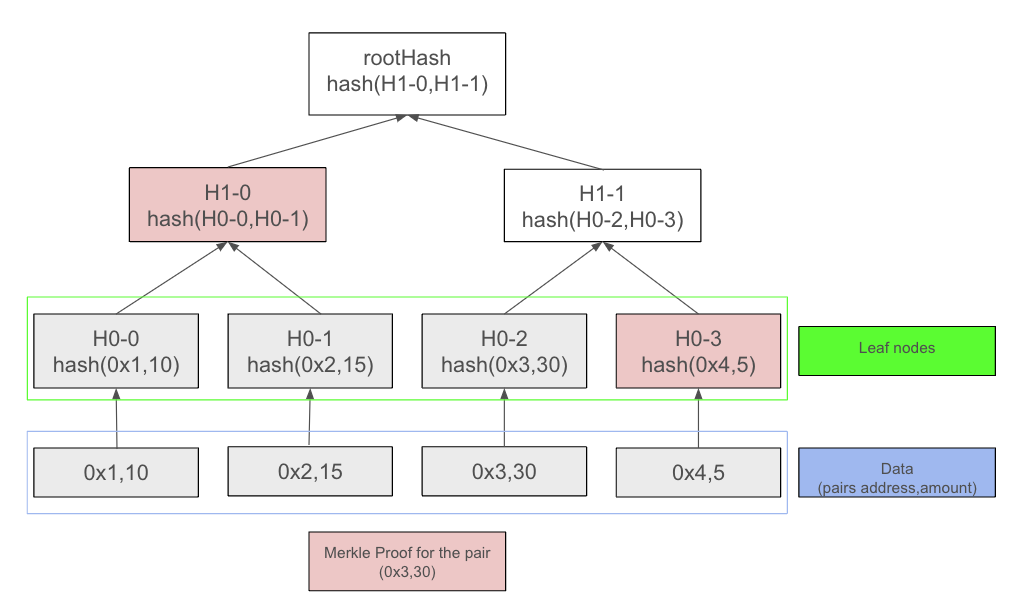 rootHash
hash(H1-0,H1-1)
H1-0
hash(H0-0,H0-1)
H1-1
hash(H0-2,H0-3)
H0-0
hash(0x1,10)
H0-1
hash(0x2,15)
H0-2
hash(0x3,30)
H0-3
hash(0x4,5)
Leaf nodes
0x1,10
0x2,15
0x3,30
0x4,5
Data
(pairs address,amount)
Merkle Proof for the pair
(0x3,30)